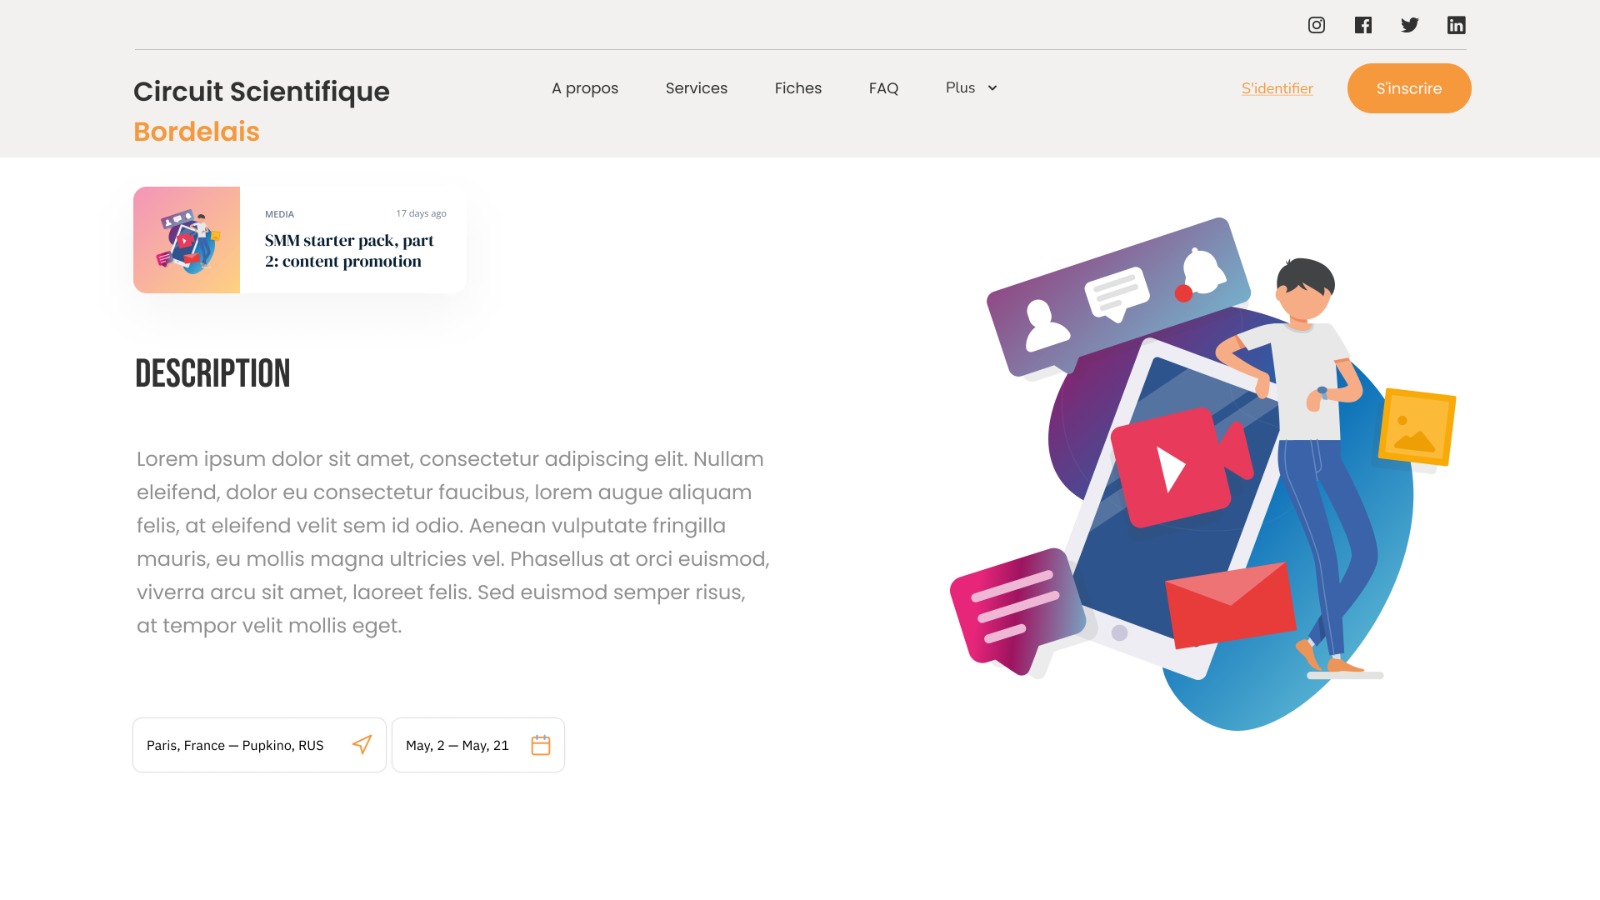 Circuit Scientifique
Bordelais
A propos
Services
Fiches
FAQ
Plus
S'identifier
S'inscrire
MEDIA
17 days ago
SMM starter pack, part
2: content promotion
DESCRIPTION
Lorem ipsum dolor sit amet, consectetur adipiscing elit. Nullam
eleifend, dolor eu consectetur faucibus, lorem augue aliquam
felis, at eleifend velit sem id odio. Aenean vulputate fringilla
mauris, eu mollis magna ultricies vel. Phasellus at orci euismod,
viverra arcu sit amet, laoreet felis. Sed euismod semper risus,
at tempor velit mollis eget.
Paris, France — Pupkino, RUS
May, 2 — May, 21